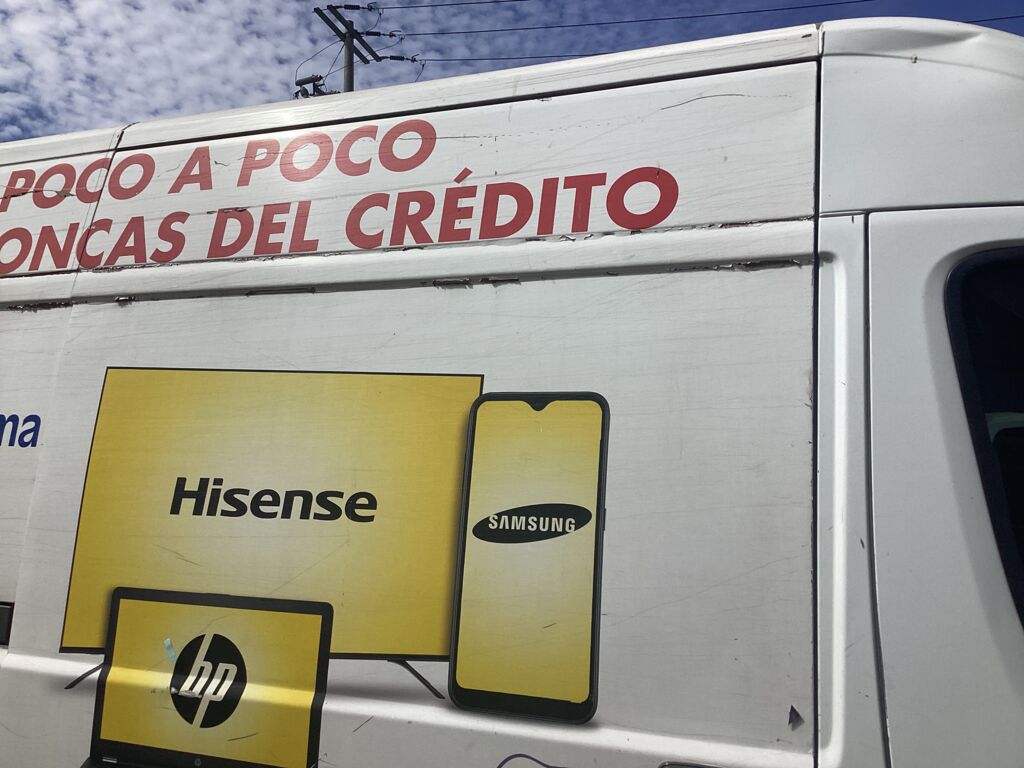 POCO A POCO
ONCAS DEL CRÉDITO
ma
Hisense
SAMSUNG
hp